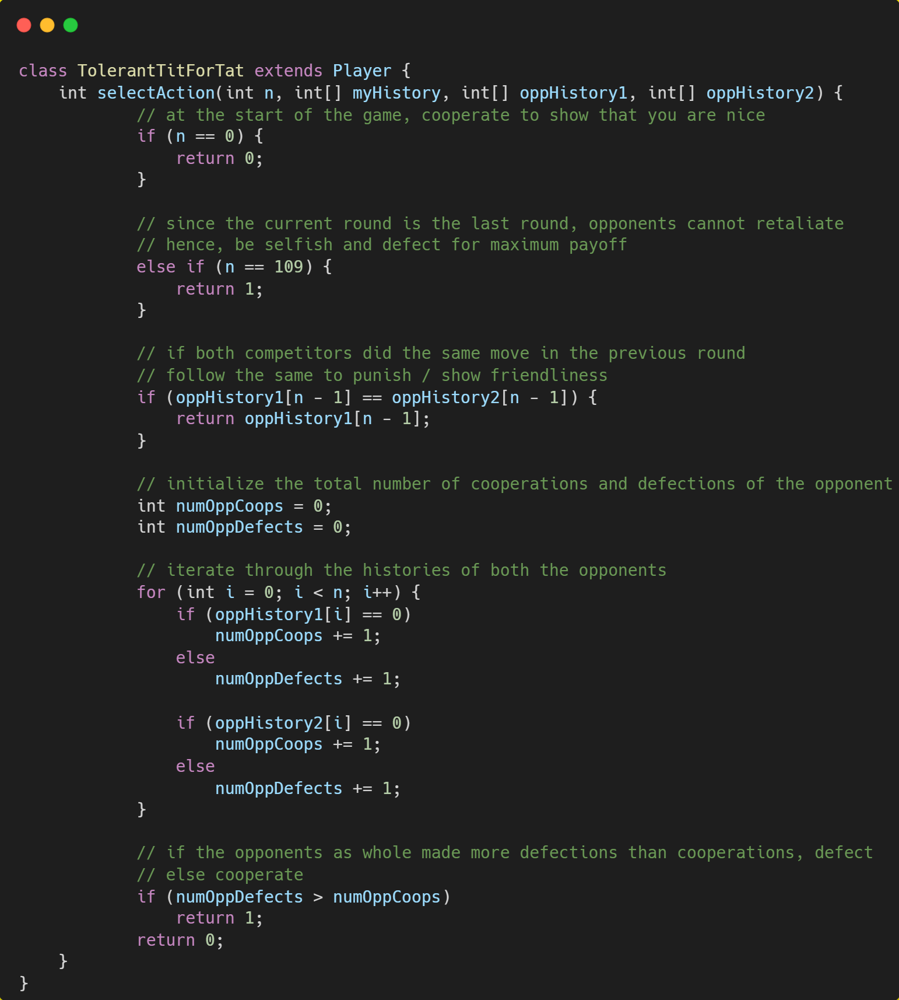 class TolerantTitForTat extends Player {
    int selectAction(int n, int[] myHistory, int[] oppHistory1, int[] oppHistory2) {
            // at the start of the game, cooperate to show that you are nice
            if (n == 0) {
                return 0;
            }

            // since the current round is the last round, opponents cannot retaliate
            // hence, be selfish and defect for maximum payoff
            else if (n == 109) {
                return 1;
            }

            // if both competitors did the same move in the previous round
            // follow the same to punish / show friendliness
            if (oppHistory1[n - 1] == oppHistory2[n - 1]) {
                return oppHistory1[n - 1];
            }

            // initialize the total number of cooperations and defections of the opponent
            int numOppCoops = 0;
            int numOppDefects = 0;

            // iterate through the histories of both the opponents
            for (int i = 0; i < n; i++) {
                if (oppHistory1[i] == 0)
                    numOppCoops += 1;
                else
                    numOppDefects += 1;

                if (oppHistory2[i] == 0)
                    numOppCoops += 1;
                else
                    numOppDefects += 1;
            }

            // if the opponents as whole made more defections than cooperations, defect
            // else cooperate
            if (numOppDefects > numOppCoops)
                return 1;
            return 0;
    }
}